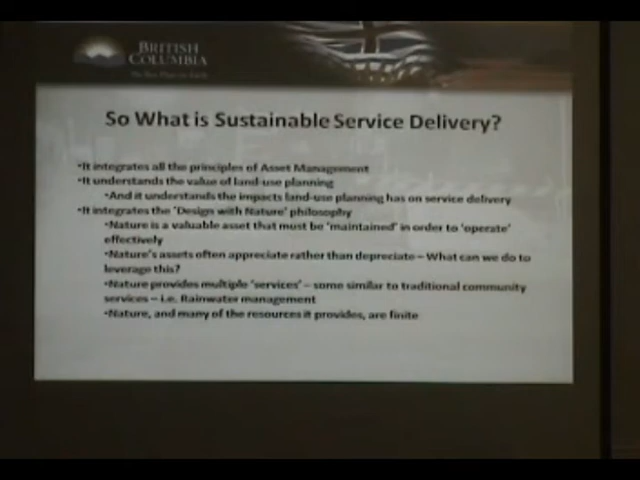 BRITISH
COLUMBIA
The Best Place on Earth
So What is Sustainable Service Delivery?
•It integrates all the principles of Asset Management
•It understands the value of land-use planning
•And it understands the impacts land-use planning has on service delivery
•It integrates the 'Design with Nature' philosophy
•Nature is a valuable asset that must be 'maintained' in order to 'operate'
effectively
•Nature's assets often appreciate rather than depreciate – What can we do to
leverage this?
•Nature provides multiple 'services' – some similar to traditional community
services – i.e. Rainwater management
•Nature, and many of the resources it provides, are finite